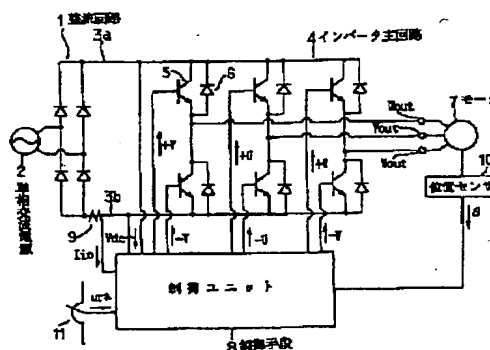 1 整流回路
3a
4 インバータ主回路
5
6
7 モータ
Wout
Vout
Wout
10
位置センサ
θ
2 単相交流電源
+V
+U
+W
3b
9
Vdc
Iin
-V
-U
-W
制御ユニット
11
8 制御手段